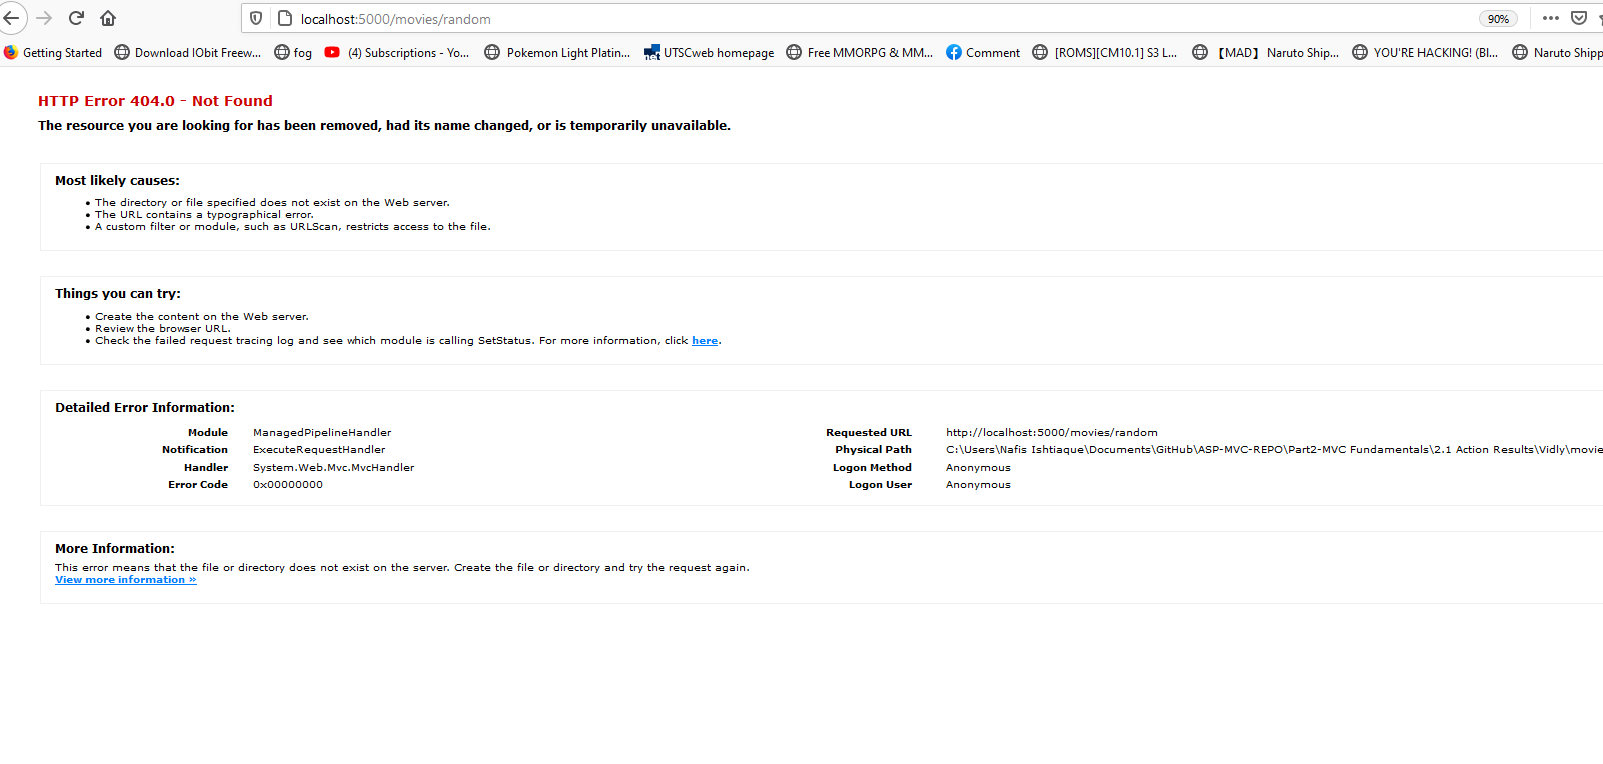 localhost:5000/movies/random 90%
Getting Started Download IObit Freew... fog (4) Subscriptions - Yo... Pokemon Light Platin... UTSCweb homepage Free MMORPG & MM... Comment [ROMS][CM10.1] S3 L... 【MAD】 Naruto Ship... YOU'RE HACKING! (Bl... Naruto Shipp
HTTP Error 404.0 - Not Found
The resource you are looking for has been removed, had its name changed, or is temporarily unavailable.
Most likely causes:
• The directory or file specified does not exist on the Web server.
• The URL contains a typographical error.
• A custom filter or module, such as URLScan, restricts access to the file.
Things you can try:
• Create the content on the Web server.
• Review the browser URL.
• Check the failed request tracing log and see which module is calling SetStatus. For more information, click here.
Detailed Error Information:
Module ManagedPipelineHandler Requested URL http://localhost:5000/movies/random
Notification ExecuteRequestHandler Physical Path C:\Users\Nafis Ishtiaque\Documents\GitHub\ASP-MVC-REPO\Part2-MVC Fundamentals\2.1 Action Results\Vidly\movie
Handler System.Web.Mvc.MvcHandler Logon Method Anonymous
Error Code 0x00000000 Logon User Anonymous
More Information:
This error means that the file or directory does not exist on the server. Create the file or directory and try the request again.
View more information »